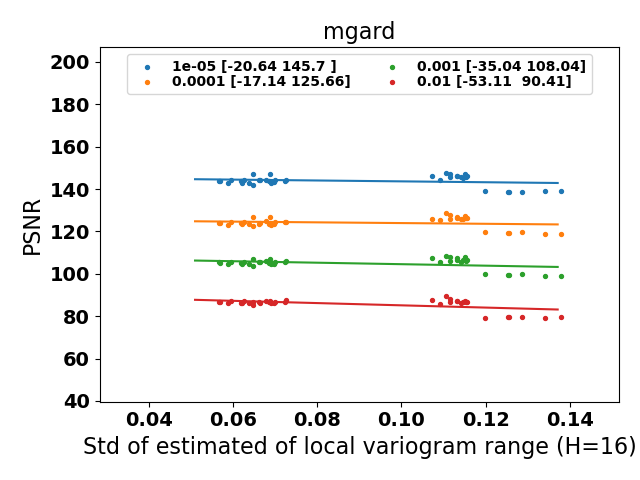 mgard
1e-05 [-20.64 145.7 ]
0.0001 [-17.14 125.66]
0.001 [-35.04 108.04]
0.01 [-53.11  90.41]
PSNR
200
180
160
140
120
100
80
60
40
0.04 0.06 0.08 0.10 0.12 0.14
Std of estimated of local variogram range (H=16)